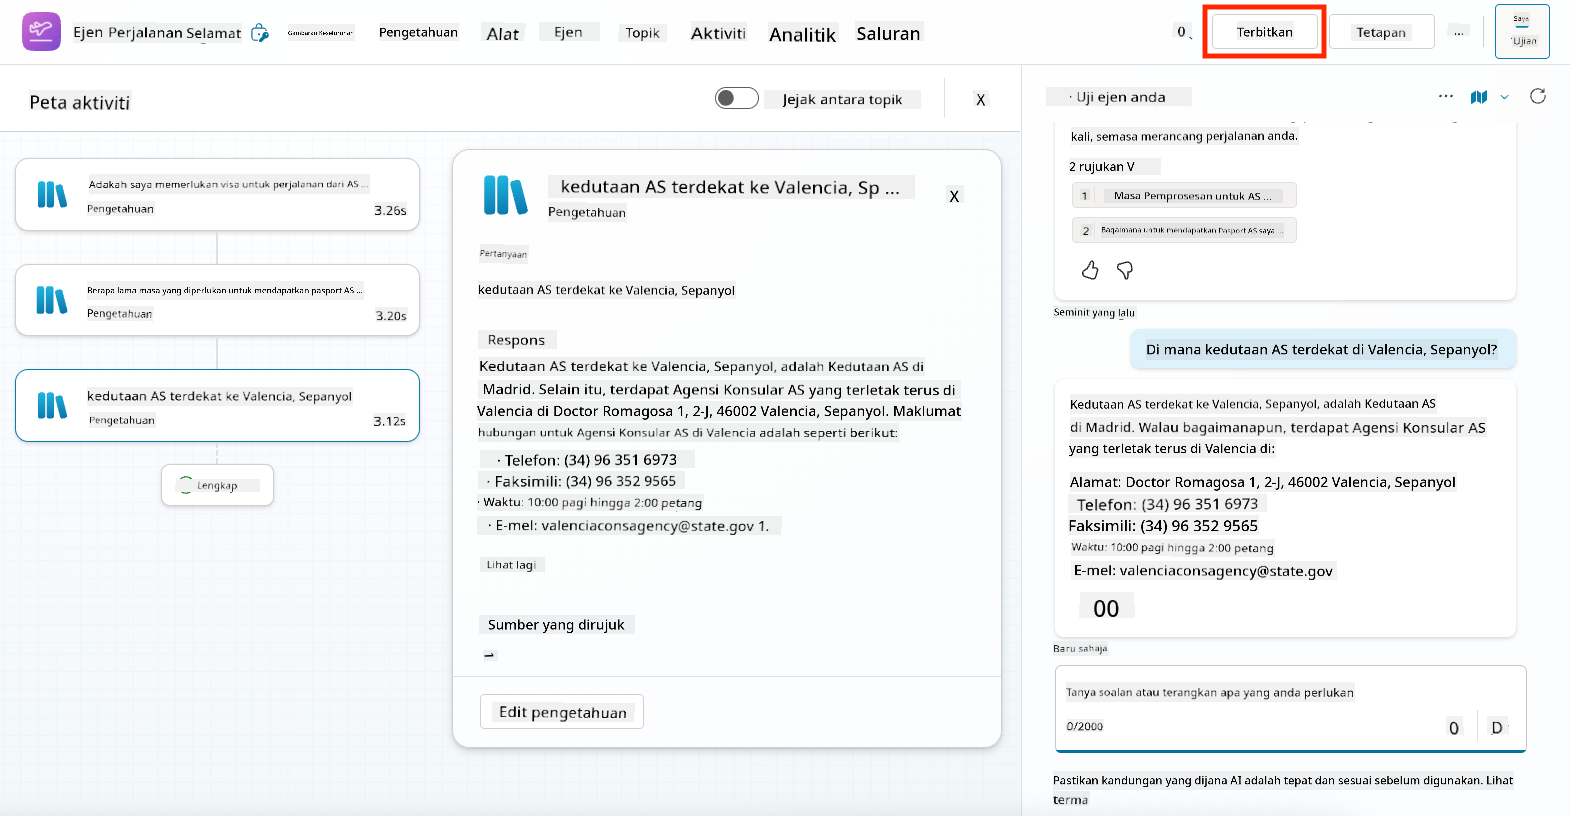 Ejen Perjalanan Selamat
Gambaran Keseluruhan
Pengetahuan
Alat
Ejen
Topik
Aktiviti
Analitik
Saluran
0
Terbitkan
Tetapan
...
Saya
Ujian
Peta aktiviti
Jejak antara topik
X
Adakah saya memerlukan visa untuk perjalanan dari AS ...
Pengetahuan
3.26s
Berapa lama masa yang diperlukan untuk mendapatkan pasport AS ...
Pengetahuan
3.20s
kedutaan AS terdekat ke Valencia, Sepanyol
Pengetahuan
3.12s
Lengkap
kedutaan AS terdekat ke Valencia, Sp ...
Pengetahuan
X
Pertanyaan
kedutaan AS terdekat ke Valencia, Sepanyol
Respons
Kedutaan AS terdekat ke Valencia, Sepanyol, adalah Kedutaan AS di
Madrid. Selain itu, terdapat Agensi Konsular AS yang terletak terus di
Valencia di Doctor Romagosa 1, 2-J, 46002 Valencia, Sepanyol. Maklumat
hubungan untuk Agensi Konsular AS di Valencia adalah seperti berikut:
· Telefon: (34) 96 351 6973
· Faksimili: (34) 96 352 9565
· Waktu: 10:00 pagi hingga 2:00 petang
· E-mel: valenciaconsagency@state.gov 1.
Lihat lagi
Sumber yang dirujuk
Edit pengetahuan
· Uji ejen anda
kali, semasa merancang perjalanan anda.
2 rujukan V
1 Masa Pemprosesan untuk AS ...
2 Bagaimana untuk mendapatkan Pasport AS saya ...
Seminit yang lalu
Di mana kedutaan AS terdekat di Valencia, Sepanyol?
Kedutaan AS terdekat ke Valencia, Sepanyol, adalah Kedutaan AS
di Madrid. Walau bagaimanapun, terdapat Agensi Konsular AS
yang terletak terus di Valencia di:
Alamat: Doctor Romagosa 1, 2-J, 46002 Valencia, Sepanyol
Telefon: (34) 96 351 6973
Faksimili: (34) 96 352 9565
Waktu: 10:00 pagi hingga 2:00 petang
E-mel: valenciaconsagency@state.gov
00
Baru sahaja
Tanya soalan atau terangkan apa yang anda perlukan
0/2000
0
D
Pastikan kandungan yang dijana AI adalah tepat dan sesuai sebelum digunakan. Lihat
terma